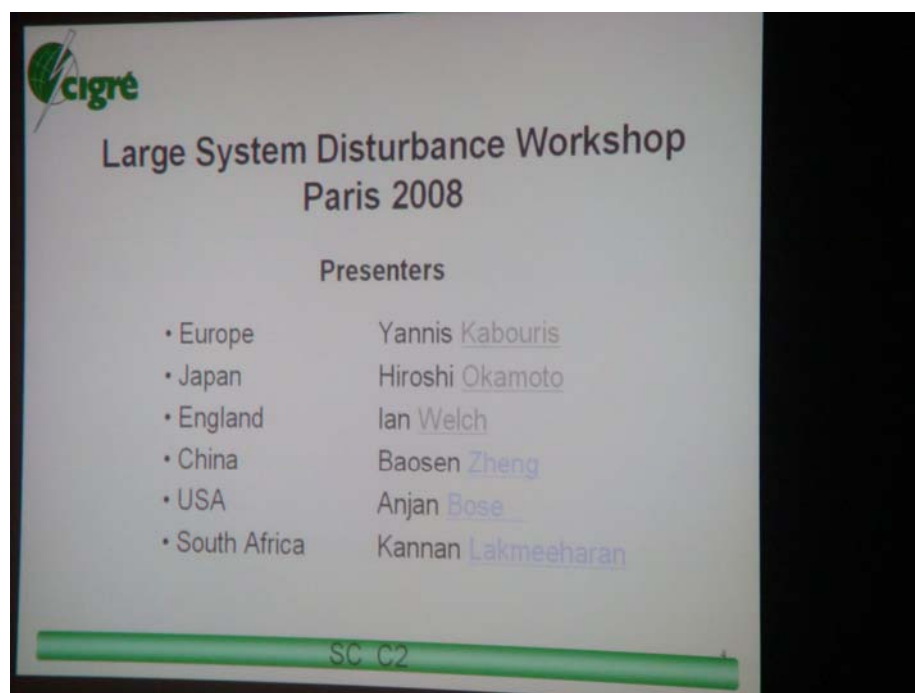 cigré
Large System Disturbance Workshop
Paris 2008
Presenters
• Europe Yannis Kabouris
• Japan Hiroshi Okamoto
• England Ian Welch
• China Baosen Zheng
• USA Anjan Bose
• South Africa Kannan Lakmeeharan
SC C2